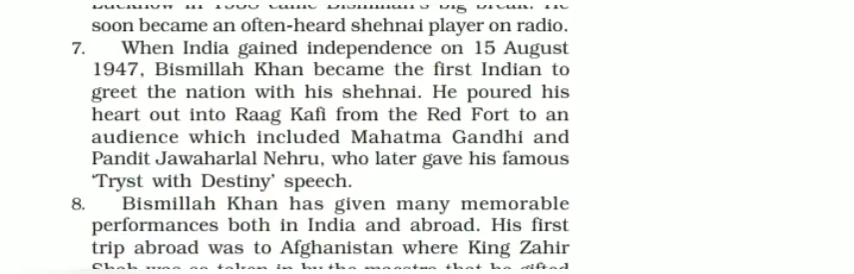 soon became an often-heard shehnai player on radio.
7. When India gained independence on 15 August
1947, Bismillah Khan became the first Indian to
greet the nation with his shehnai. He poured his
heart out into Raag Kafi from the Red Fort to an
audience which included Mahatma Gandhi and
Pandit Jawaharlal Nehru, who later gave his famous
‘Tryst with Destiny’ speech.
8. Bismillah Khan has given many memorable
performances both in India and abroad. His first
trip abroad was to Afghanistan where King Zahir